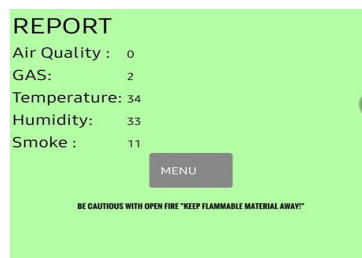 REPORT
Air Quality : 0
GAS: 2
Temperature: 34
Humidity: 33
Smoke : 11
MENU
BE CAUTIOUS WITH OPEN FIRE "KEEP FLAMMABLE MATERIAL AWAY!"